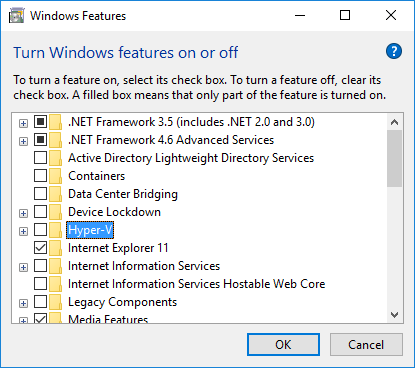 Windows Features
Turn Windows features on or off
To turn a feature on, select its check box. To turn a feature off, clear its
check box. A filled box means that only part of the feature is turned on.
.NET Framework 3.5 (includes .NET 2.0 and 3.0)
.NET Framework 4.6 Advanced Services
Active Directory Lightweight Directory Services
Containers
Data Center Bridging
Device Lockdown
Hyper-V
Internet Explorer 11
Internet Information Services
Internet Information Services Hostable Web Core
Legacy Components
Media Features
OK Cancel